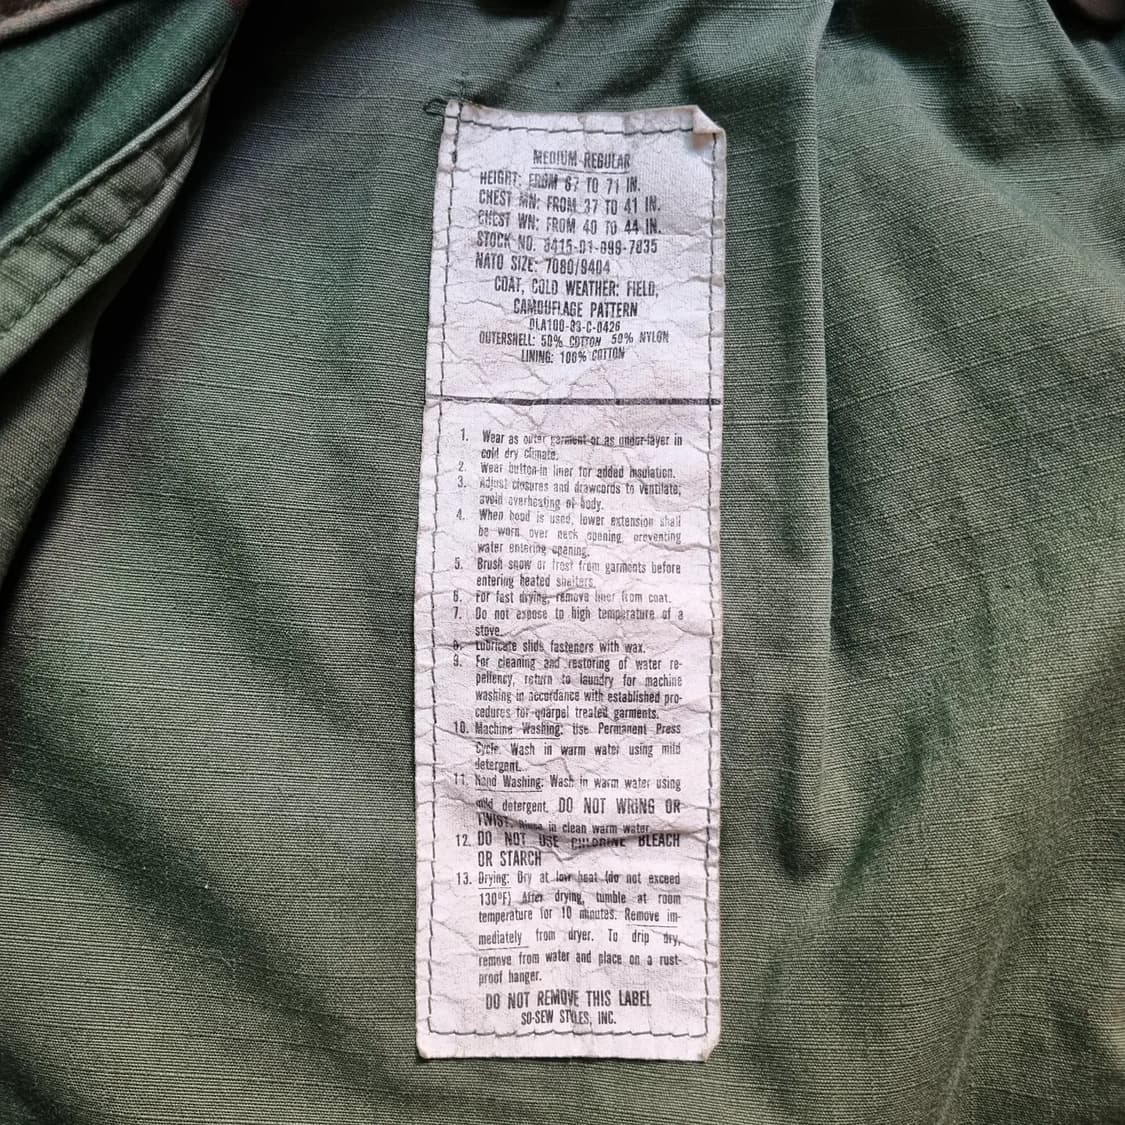 MEDIUM-REGULAR
HEIGHT: FROM 67 TO 71 IN.
CHEST MN: FROM 37 TO 41 IN.
CHEST WN: FROM 40 TO 44 IN.
STOCK NO. 8415-01-099-7835
NATO SIZE: 7080/9404
COAT, COLD WEATHER: FIELD,
CAMOUFLAGE PATTERN
DLA100-83-C-0426
OUTERSHELL: 50% COTTON 50% NYLON
LINING: 100% COTTON
1. Wear as outer garment or as under-layer in
cold dry climate.
2. Wear button-in liner for added insulation.
3. Adjust closures and drawcords to ventilate,
avoid overheating of body.
4. When hood is used, lower extension shall
be worn over neck opening preventing
water entering opening.
5. Brush snow or frost from garments before
entering heated shelters.
6. For fast drying, remove liner from coat.
7. Do not expose to high temperature of a
stove.
8. Lubricate slide fasteners with wax.
9. For cleaning and restoring of water re-
pellency, return to laundry for machine
washing in accordance with established pro-
cedures for quarpel treated garments.
10. Machine Washing: Use Permanent Press
Cycle. Wash in warm water using mild
detergent.
11. Hand Washing: Wash in warm water using
mild detergent. DO NOT WRING OR
TWIST. Rinse in clean warm water
12. DO NOT USE CHLORINE BLEACH
OR STARCH
13. Drying: Dry at low heat (do not exceed
130°F) After drying, tumble at room
temperature for 10 minutes. Remove im-
mediately from dryer. To drip dry,
remove from water and place on a rust-
proof hanger.
DO NOT REMOVE THIS LABEL
SO-SEW STYLES, INC.